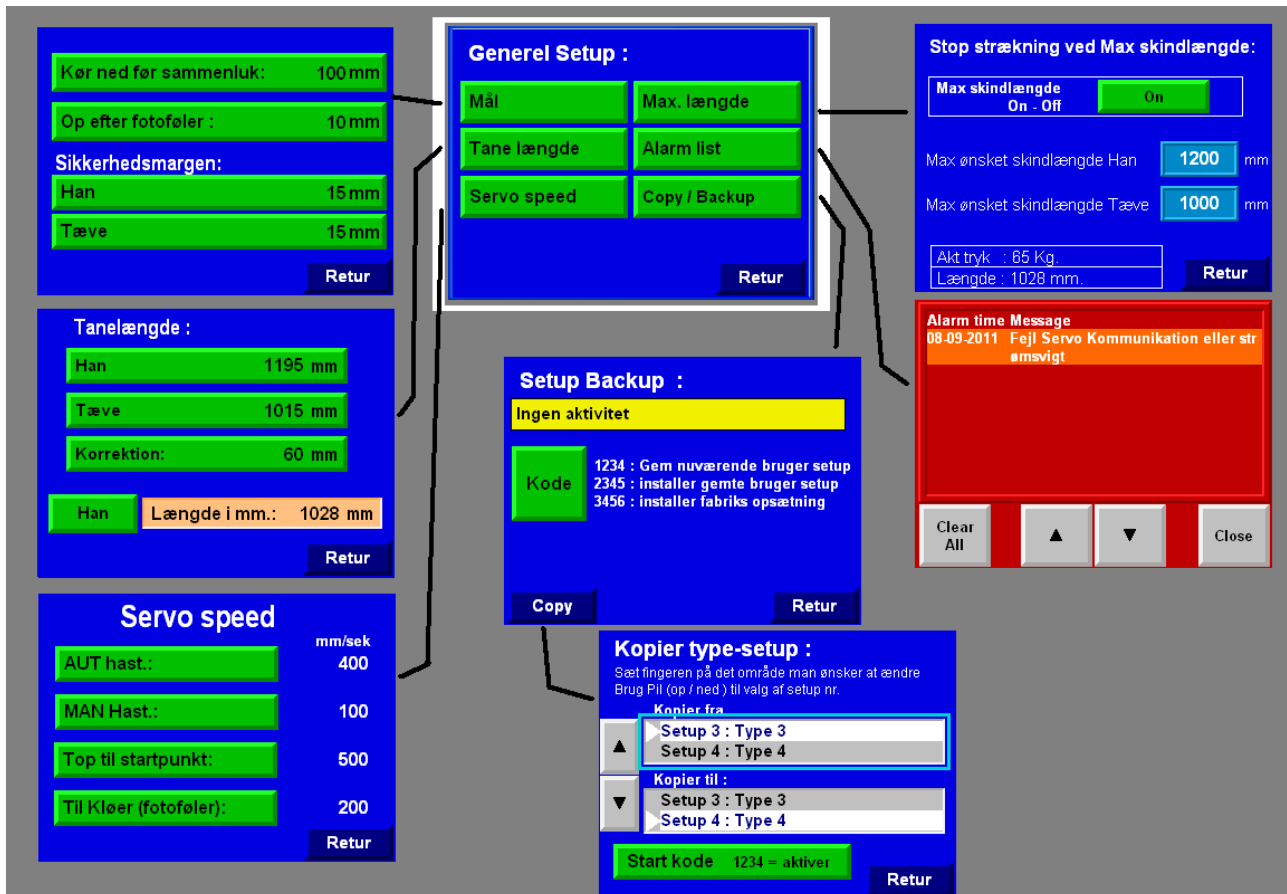 Kør ned før sammenluk: 100 mm
Op efter fotoføler : 10 mm
Sikkerhedsmargen:
Han 15 mm
Tæve 15 mm
Retur
Generel Setup :
Mål Max. længde
Tane længde Alarm list
Servo speed Copy / Backup
Retur
Stop strækning ved Max skindlængde:
Max skindlængde
On - Off On
Max ønsket skindlængde Han 1200 mm
Max ønsket skindlængde Tæve 1000 mm
Akt tryk : 65 Kg.
Længde : 1028 mm.
Retur
Tanelængde :
Han 1195 mm
Tæve 1015 mm
Korrektion: 60 mm
Han Længde i mm.: 1028 mm
Retur
Setup Backup :
Ingen aktivitet
Kode
1234 : Gem nuværende bruger setup
2345 : installer gemte bruger setup
3456 : installer fabriks opsætning
Copy Retur
Alarm time Message
08-09-2011 Fejl Servo Kommunikation eller str
ømsvigt
Clear
All
▲ ▼ Close
Servo speed
mm/sek
AUT hast.: 400
MAN Hast.: 100
Top til startpunkt: 500
Til Kløer (fotoføler): 200
Retur
Kopier type-setup :
Sæt fingeren på det område man ønsker at ændre
Brug Pil (op / ned ) til valg af setup nr.
Kopier fra
Setup 3 : Type 3
▲ Setup 4 : Type 4
Kopier til :
▼ Setup 3 : Type 3
Setup 4 : Type 4
Start kode 1234 = aktiver
Retur